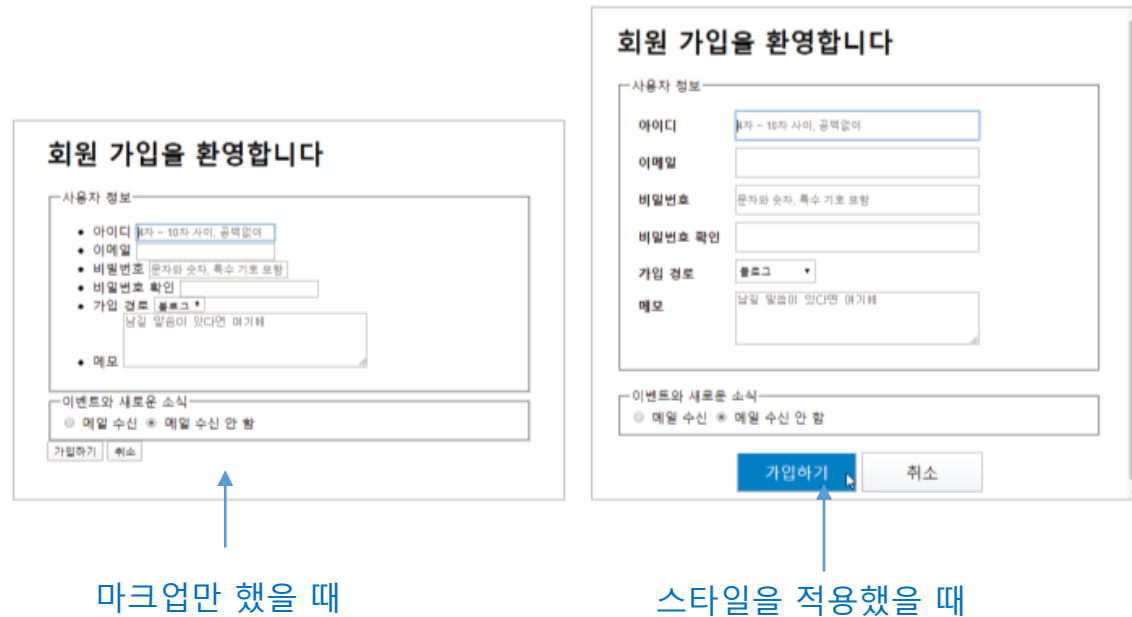 회원 가입을 환영합니다
사용자 정보
아이디 4자 - 10자 사이, 공백없이
이메일
비밀번호 문자와 숫자, 특수 기호 포함
비밀번호 확인
가입 경로 블로그
남길 말씀이 있다면 여기에
메모
이벤트와 새로운 소식
메일 수신 메일 수신 안 함
가입하기 취소
마크업만 했을 때
회원 가입을 환영합니다
사용자 정보
아이디 4자 - 10자 사이, 공백없이
이메일
비밀번호 문자와 숫자, 특수 기호 포함
비밀번호 확인
가입 경로 블로그
메모 남길 말씀이 있다면 여기에
이벤트와 새로운 소식
메일 수신 메일 수신 안 함
가입하기 취소
스타일을 적용했을 때